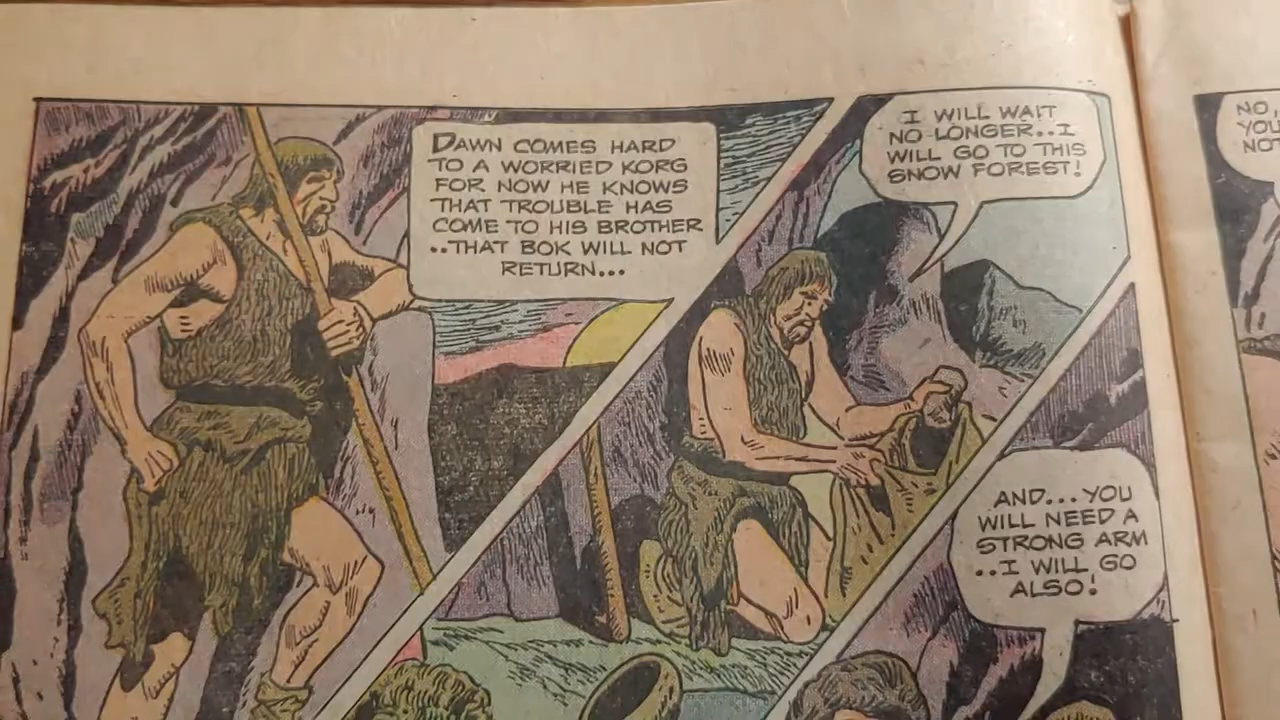 DAWN COMES HARD
TO A WORRIED KORG
FOR NOW HE KNOWS
THAT TROUBLE HAS
COME TO HIS BROTHER
..THAT BOK WILL NOT
RETURN...
I WILL WAIT
NO LONGER..I
WILL GO TO THIS
SNOW FOREST!
AND...YOU
WILL NEED A
STRONG ARM
..I WILL GO
ALSO!
NO,
YOU
NOT